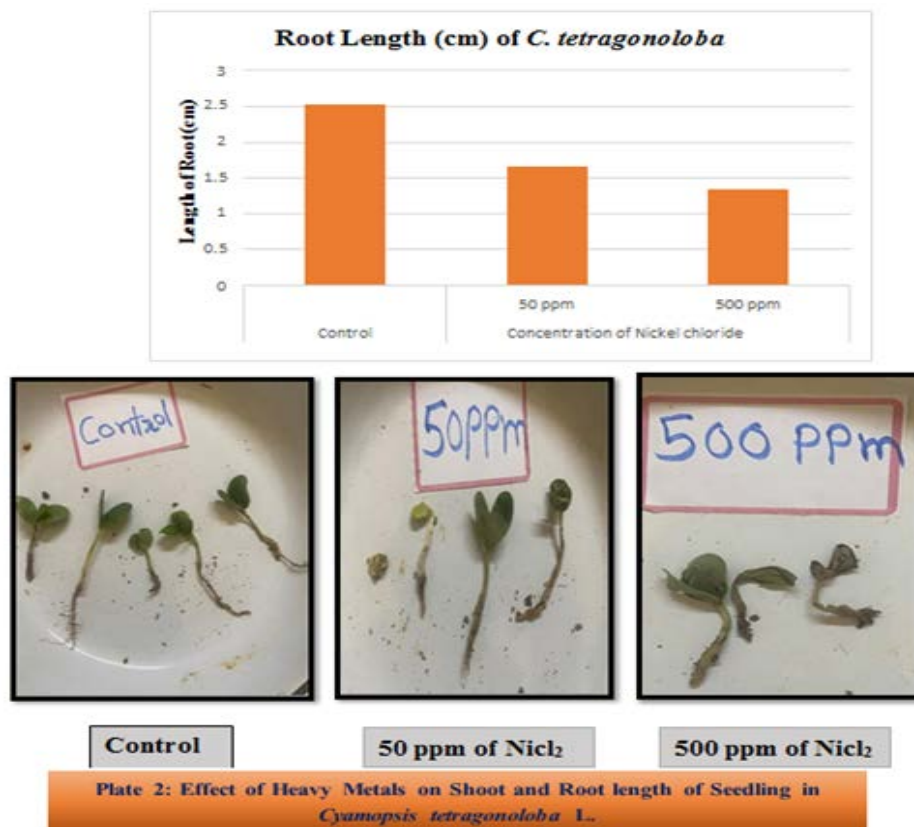 Root Length (cm) of C. tetragonoloba
Length of Root(cm)
3
2.5
2
1.5
1
0.5
0
50 ppm
500 ppm
Control
Concentration of Nickel chloride
Control
50PPm
500 PPm
Control
50 ppm of Nicl₂
500 ppm of Nicl₂
Plate 2: Effect of Heavy Metals on Shoot and Root length of Seedling in
Cyamopsis tetragonoloba L.